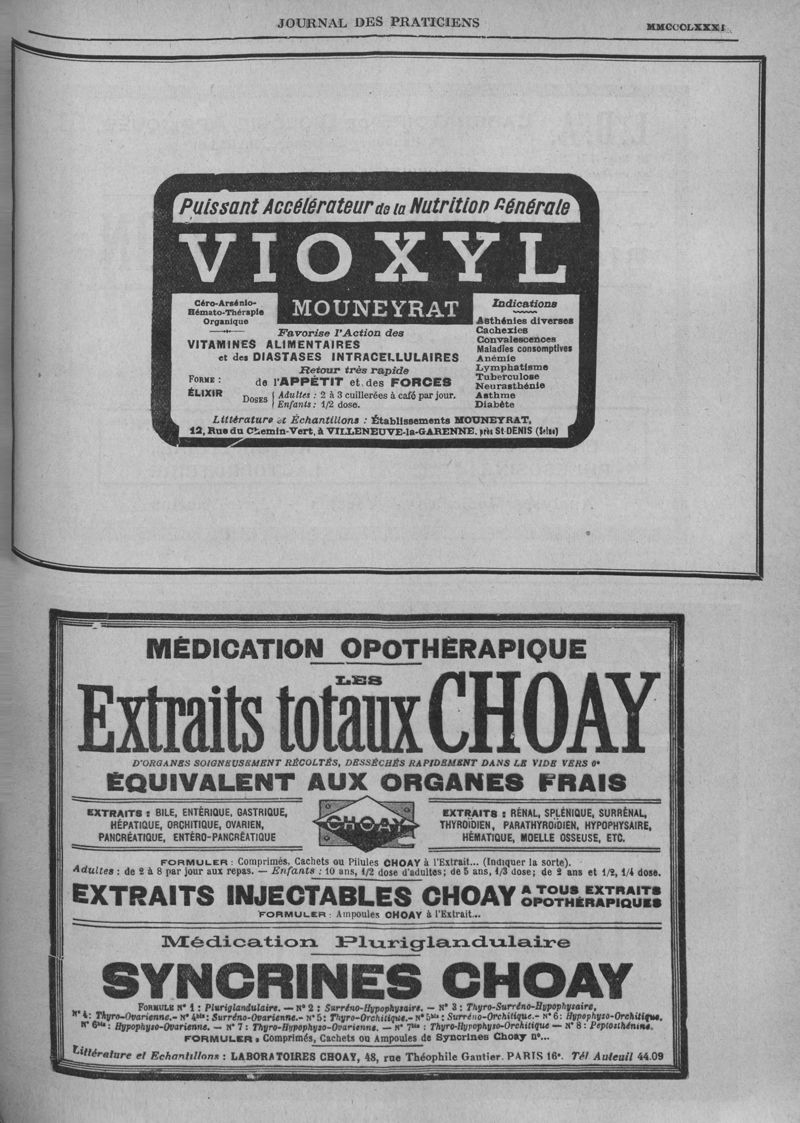 JOURNAL DES PRATICIENS
Puissant Accélérateur de la Nutrition Générale
VIOXYL
MOUNEYRAT
Céro-Arsénio-
Hémato-Thérapie
Organique
Favorise l'Action des
VITAMINES ALIMENTAIRES
et des DIASTASES INTRACELLULAIRES
Retour très rapide
de l'APPÉTIT et des FORCES
FORME :
ÉLIXIR
DOSES
Adultes : 2 à 3 cuillerées à café par jour.
Enfants : 1/2 dose.
Indications
Asthénies diverses
Cachexies
Convalescences
Maladies consomptives
Anémie
Lymphatisme
Tuberculose
Neurasthénie
Asthme
Diabète
Littérature et Échantillons : Établissements MOUNEYRAT,
12, Rue du Chemin-Vert, à VILLENEUVE-la-GARENNE, près St-DENIS (Seine)
MÉDICATION OPOTHÉRAPIQUE
LES
Extraits totaux CHOAY
D'ORGANES SOIGNEUSEMENT RÉCOLTÉS, DESSÉCHÉS RAPIDEMENT DANS LE VIDE VERS 0°
ÉQUIVALENT AUX ORGANES FRAIS
EXTRAITS : BILE, ENTÉRIQUE, GASTRIQUE,
HÉPATIQUE, ORCHITIQUE, OVARIEN,
PANCRÉATIQUE, ENTÉRO-PANCRÉATIQUE
CHOAY
EXTRAITS : RÉNAL, SPLÉNIQUE, SURRÉNAL,
THYROÏDIEN, PARATHYROÏDIEN, HYPOPHYSAIRE,
HÉMATIQUE, MOELLE OSSEUSE, ETC.
FORMULER : Comprimés, Cachets ou Pilules CHOAY à l'Extrait... (Indiquer la sorte).
Adultes : de 2 à 8 par jour aux repas. — Enfants : 10 ans, 1/2 dose d'adultes; de 5 ans, 1/3 dose; de 2 ans et 1/2, 1/4 dose.
EXTRAITS INJECTABLES CHOAY A TOUS EXTRAITS OPOTHÉRAPIQUES
FORMULER : Ampoules CHOAY à l'Extrait...
Médication Pluriglandulaire
SYNCRINES CHOAY
FORMULE N° 1 : Pluriglandulaire. — N° 2 : Surréno-Hypophysaire. — N° 3 : Thyro-Surréno-Hypophysaire,
N° 4 : Thyro-Ovarienne.- N° 4bis : Surréno-Ovarienne.- N° 5 : Thyro-Orchitique.- N° 5bis : Surréno-Orchitique.- N° 6 : Hypophyso-Orchitique,
N° 6bis : Hypophyso-Ovarienne. — N° 7 : Thyro-Hypophyso-Ovarienne. — N° 7bis : Thyro-Hypophyso-Orchitique — N° 8 : Peptosthénine.
FORMULER : Comprimés, Cachets ou Ampoules de Syncrines Choay n°...
Littérature et Echantillons : LABORATOIRES CHOAY, 48, rue Théophile Gautier. PARIS 16e. Tél Auteuil 44.09